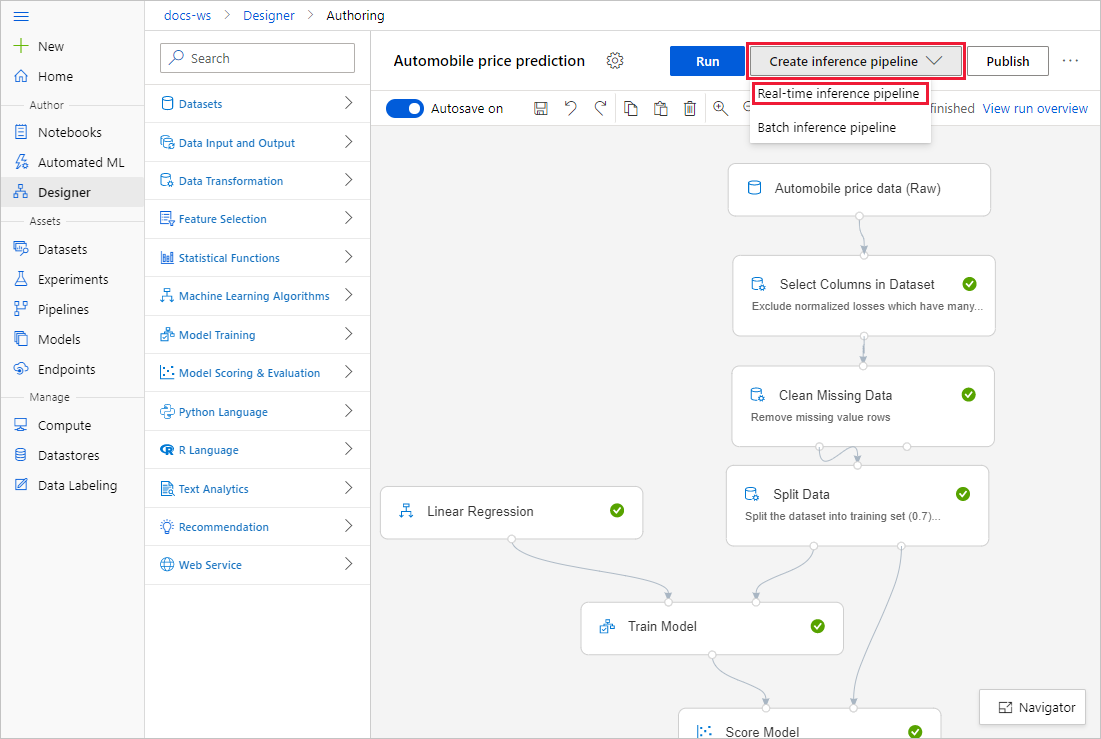 docs-ws > Designer > Authoring
New
Home
Author
Notebooks
Automated ML
Designer
Assets
Datasets
Experiments
Pipelines
Models
Endpoints
Manage
Compute
Datastores
Data Labeling
Search
Datasets
Data Input and Output
Data Transformation
Feature Selection
Statistical Functions
Machine Learning Algorithms
Model Training
Model Scoring & Evaluation
Python Language
R Language
Text Analytics
Recommendation
Web Service
Automobile price prediction
Run
Create inference pipeline
Publish
Real-time inference pipeline
Batch inference pipeline
Autosave on
finished
View run overview
Automobile price data (Raw)
Select Columns in Dataset
Exclude normalized losses which have many...
Clean Missing Data
Remove missing value rows
Split Data
Split the dataset into training set (0.7)...
Linear Regression
Train Model
Score Model
Navigator